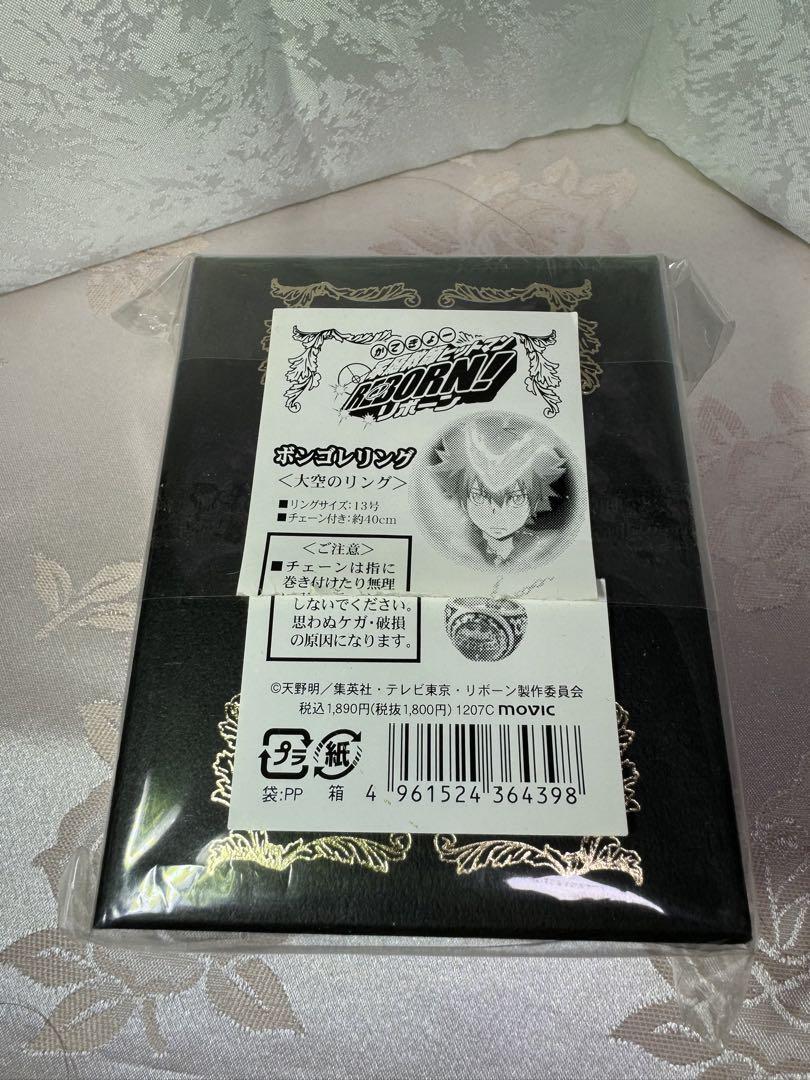 かてきょー
REBORN!
リボーン
ボンゴレリング
＜大空のリング＞
■リングサイズ：13号
■チェーン付き：約40cm
＜ご注意＞
■チェーンは指に
巻き付けたり無理
しないでください。
思わぬケガ・破損
の原因になります。
©天野明／集英社・テレビ東京・リボーン製作委員会
税込1,890円(税抜1,800円) 1207C movic
プラ 紙
袋:PP 箱 4 961524 364398